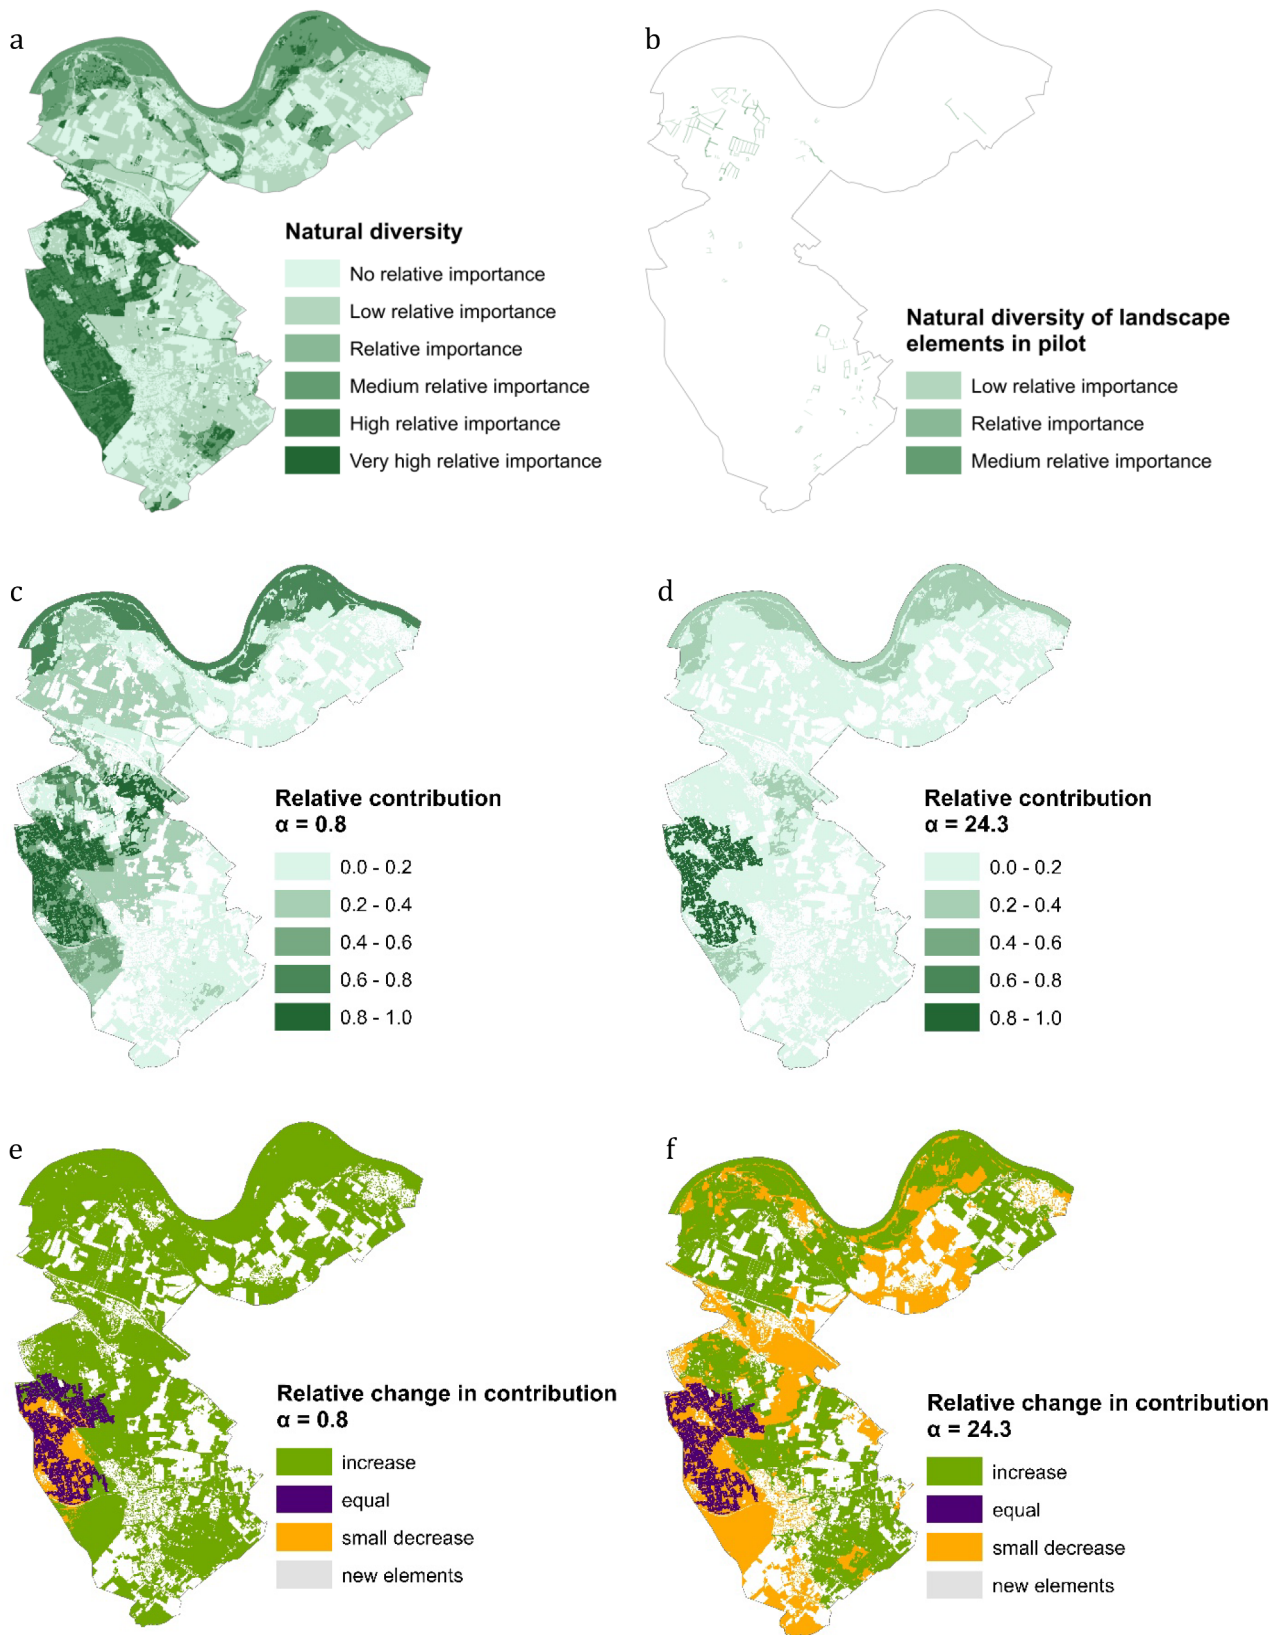 a
Natural diversity
No relative importance
Low relative importance
Relative importance
Medium relative importance
High relative importance
Very high relative importance
b
Natural diversity of landscape
elements in pilot
Low relative importance
Relative importance
Medium relative importance
c
Relative contribution
α = 0.8
0.0 - 0.2
0.2 - 0.4
0.4 - 0.6
0.6 - 0.8
0.8 - 1.0
d
Relative contribution
α = 24.3
0.0 - 0.2
0.2 - 0.4
0.4 - 0.6
0.6 - 0.8
0.8 - 1.0
e
Relative change in contribution
α = 0.8
increase
equal
small decrease
new elements
f
Relative change in contribution
α = 24.3
increase
equal
small decrease
new elements